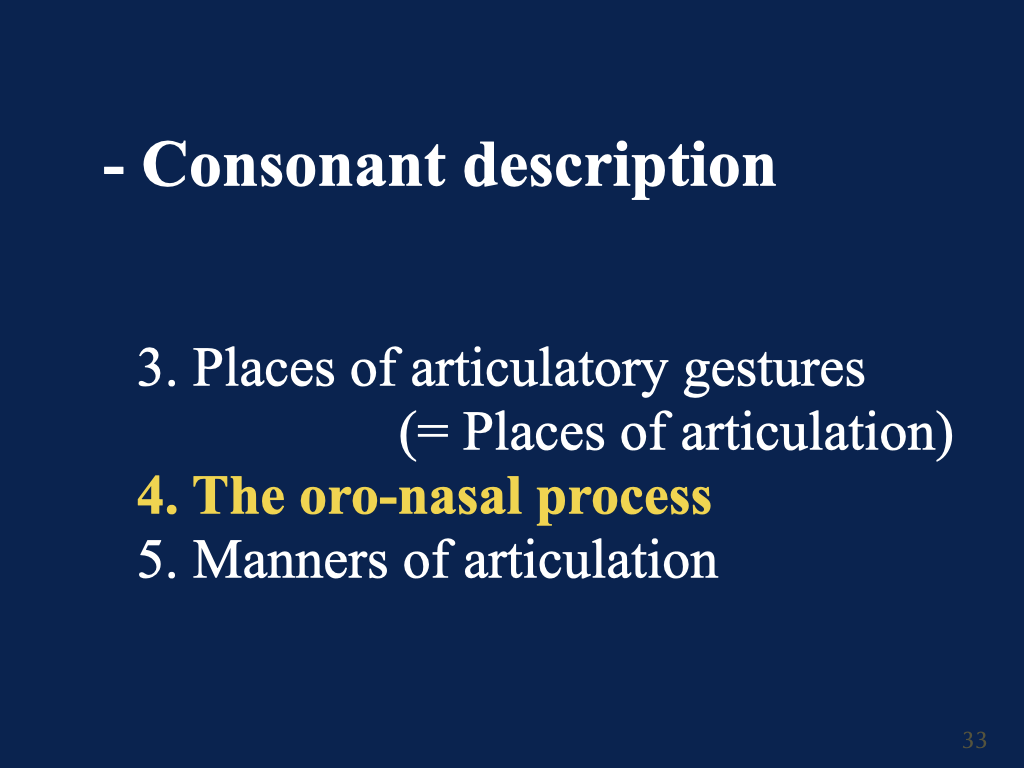 - Consonant description
3. Places of articulatory gestures
(= Places of articulation)
4. The oro-nasal process
5. Manners of articulation
33